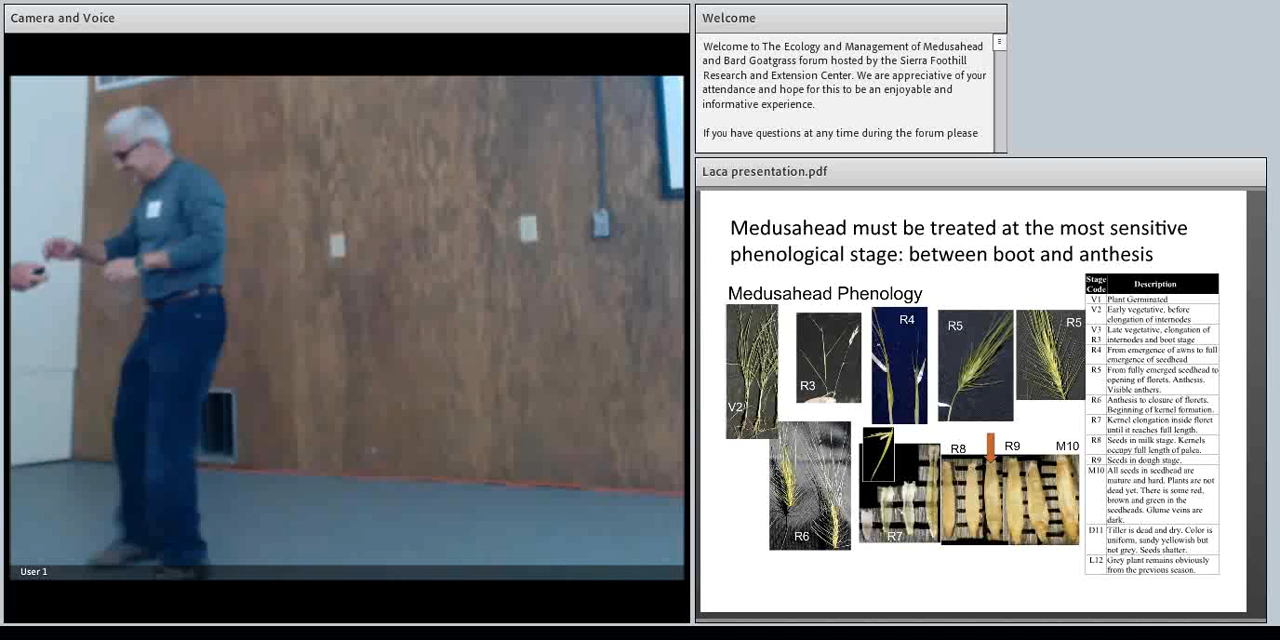 Camera and Voice
User 1
Welcome
Welcome to The Ecology and Management of Medusahead
and Bard Goatgrass forum hosted by the Sierra Foothill
Research and Extension Center. We are appreciative of your
attendance and hope for this to be an enjoyable and
informative experience.
If you have questions at any time during the forum please
Laca presentation.pdf
Medusahead must be treated at the most sensitive
phenological stage: between boot and anthesis
Medusahead Phenology
V2
R3
R4
R5
R5
R6
R7
R8
R9
M10
Stage Code Description
V1 Plant Germinated
V2 Early vegetative, before
elongation of internodes
V3 Late vegetative, elongation of
R3 internodes and boot stage
R4 From emergence of awns to full
emergence of seedhead
R5 From fully emerged seedhead to
opening of florets. Anthesis.
Visible anthers.
R6 Anthesis to closure of florets.
Beginning of kernel formation.
R7 Kernel elongation inside floret
until it reaches full length.
R8 Seeds in milk stage. Kernels
occupy full length of palea.
R9 Seeds in dough stage.
M10 All seeds in seedhead are
mature and hard. Plants are not
dead yet. There is some red,
brown and green in the
seedheads. Glume veins are
dark.
D11 Tiller is dead and dry. Color is
uniform, sandy yellowish but
not grey. Seeds shatter.
L12 Grey plant remains obviously
from the previous season.